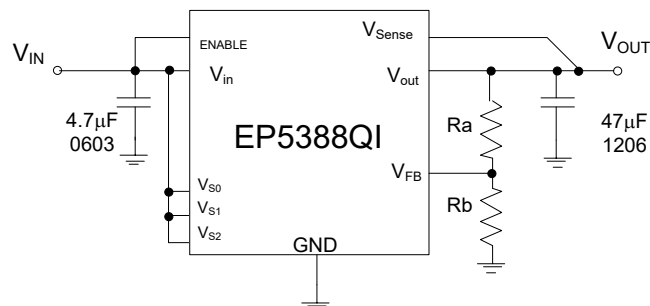 V_IN
4.7μF
0603
ENABLE
V_in
EP5388QI
V_S0
V_S1
V_S2
GND
V_Sense
V_out
V_FB
Ra
Rb
V_OUT
47μF
1206